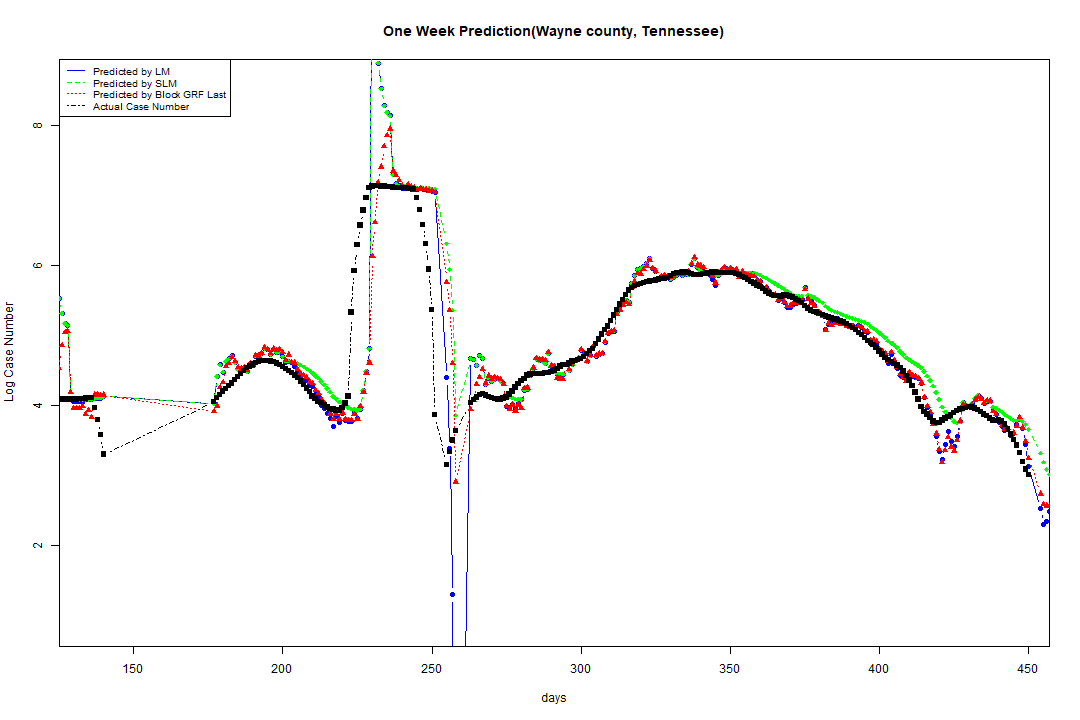 One Week Prediction(Wayne county, Tennessee)
Predicted by LM
Predicted by SLM
Predicted by Block GRF Last
Actual Case Number
8
6
4
2
Log Case Number
150 200 250 300 350 400 450
days